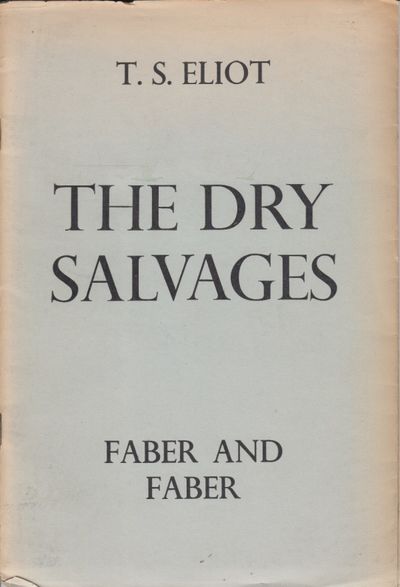 T. S. ELIOT
THE DRY
SALVAGES
FABER AND
FABER